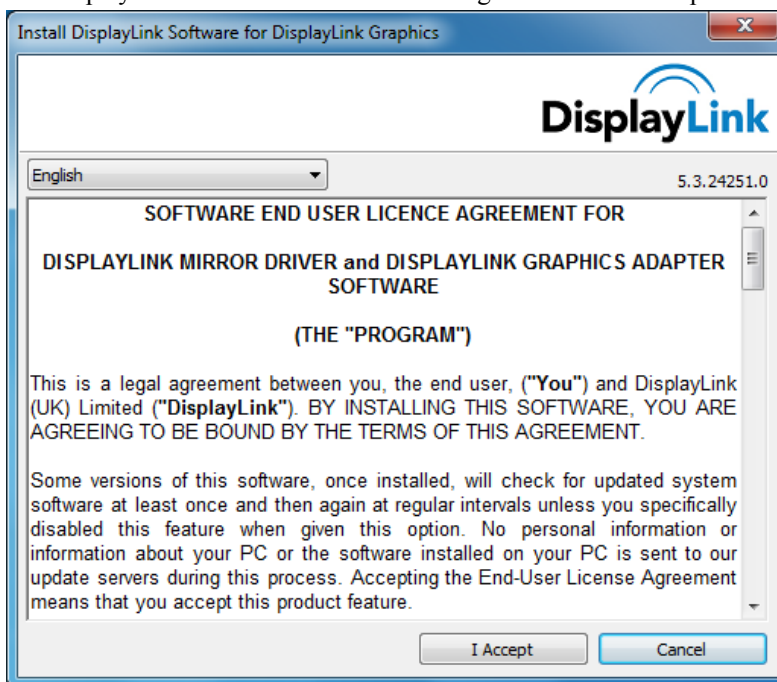 Install DisplayLink Software for DisplayLink Graphics
DisplayLink
English
5.3.24251.0
SOFTWARE END USER LICENCE AGREEMENT FOR
DISPLAYLINK MIRROR DRIVER and DISPLAYLINK GRAPHICS ADAPTER
SOFTWARE
(THE "PROGRAM")
This is a legal agreement between you, the end user, ("You") and DisplayLink
(UK) Limited ("DisplayLink"). BY INSTALLING THIS SOFTWARE, YOU ARE
AGREEING TO BE BOUND BY THE TERMS OF THIS AGREEMENT.
Some versions of this software, once installed, will check for updated system
software at least once and then again at regular intervals unless you specifically
disabled this feature when given this option. No personal information or
information about your PC or the software installed on your PC is sent to our
update servers during this process. Accepting the End-User License Agreement
means that you accept this product feature.
I Accept
Cancel